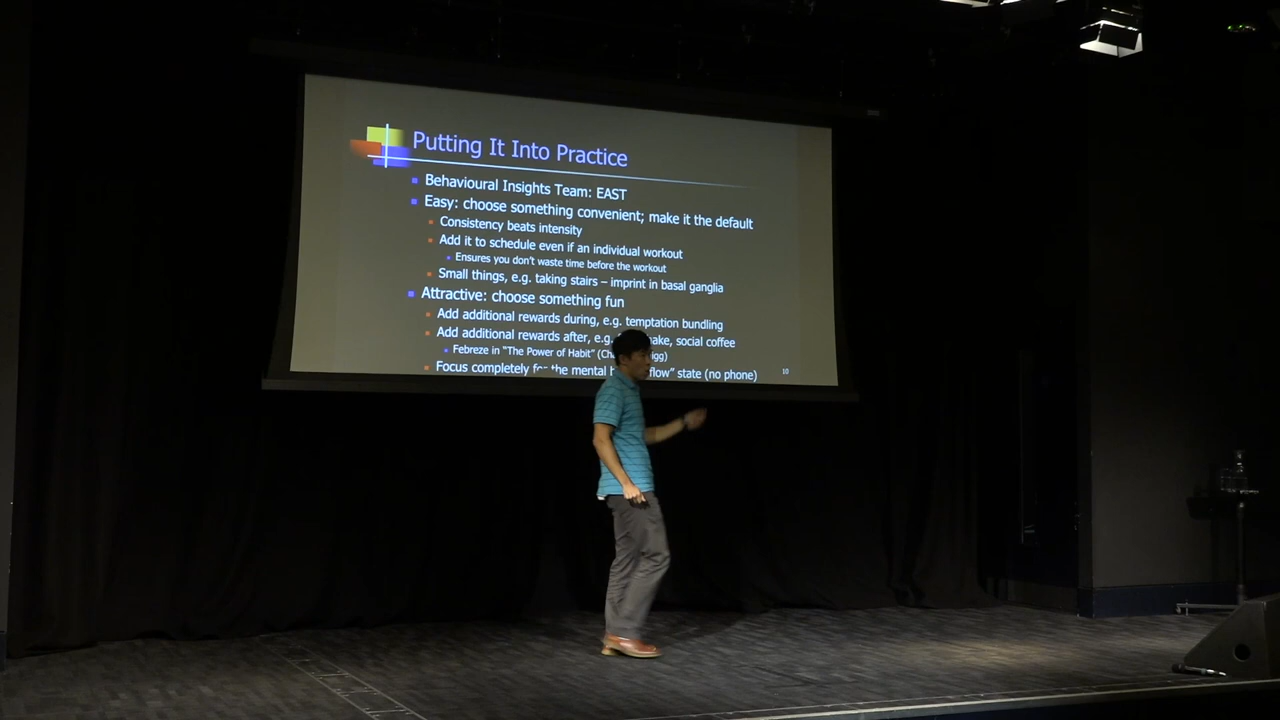 Putting It Into Practice
Behavioural Insights Team: EAST
Easy: choose something convenient; make it the default
Consistency beats intensity
Add it to schedule even if an individual workout
Ensures you don't waste time before the workout
Small things, e.g. taking stairs – imprint in basal ganglia
Attractive: choose something fun
Add additional rewards during, e.g. temptation bundling
Add additional rewards after, e.g. shake, social coffee
Febreze in "The Power of Habit"
Focus completely for the mental "flow" state (no phone)
10